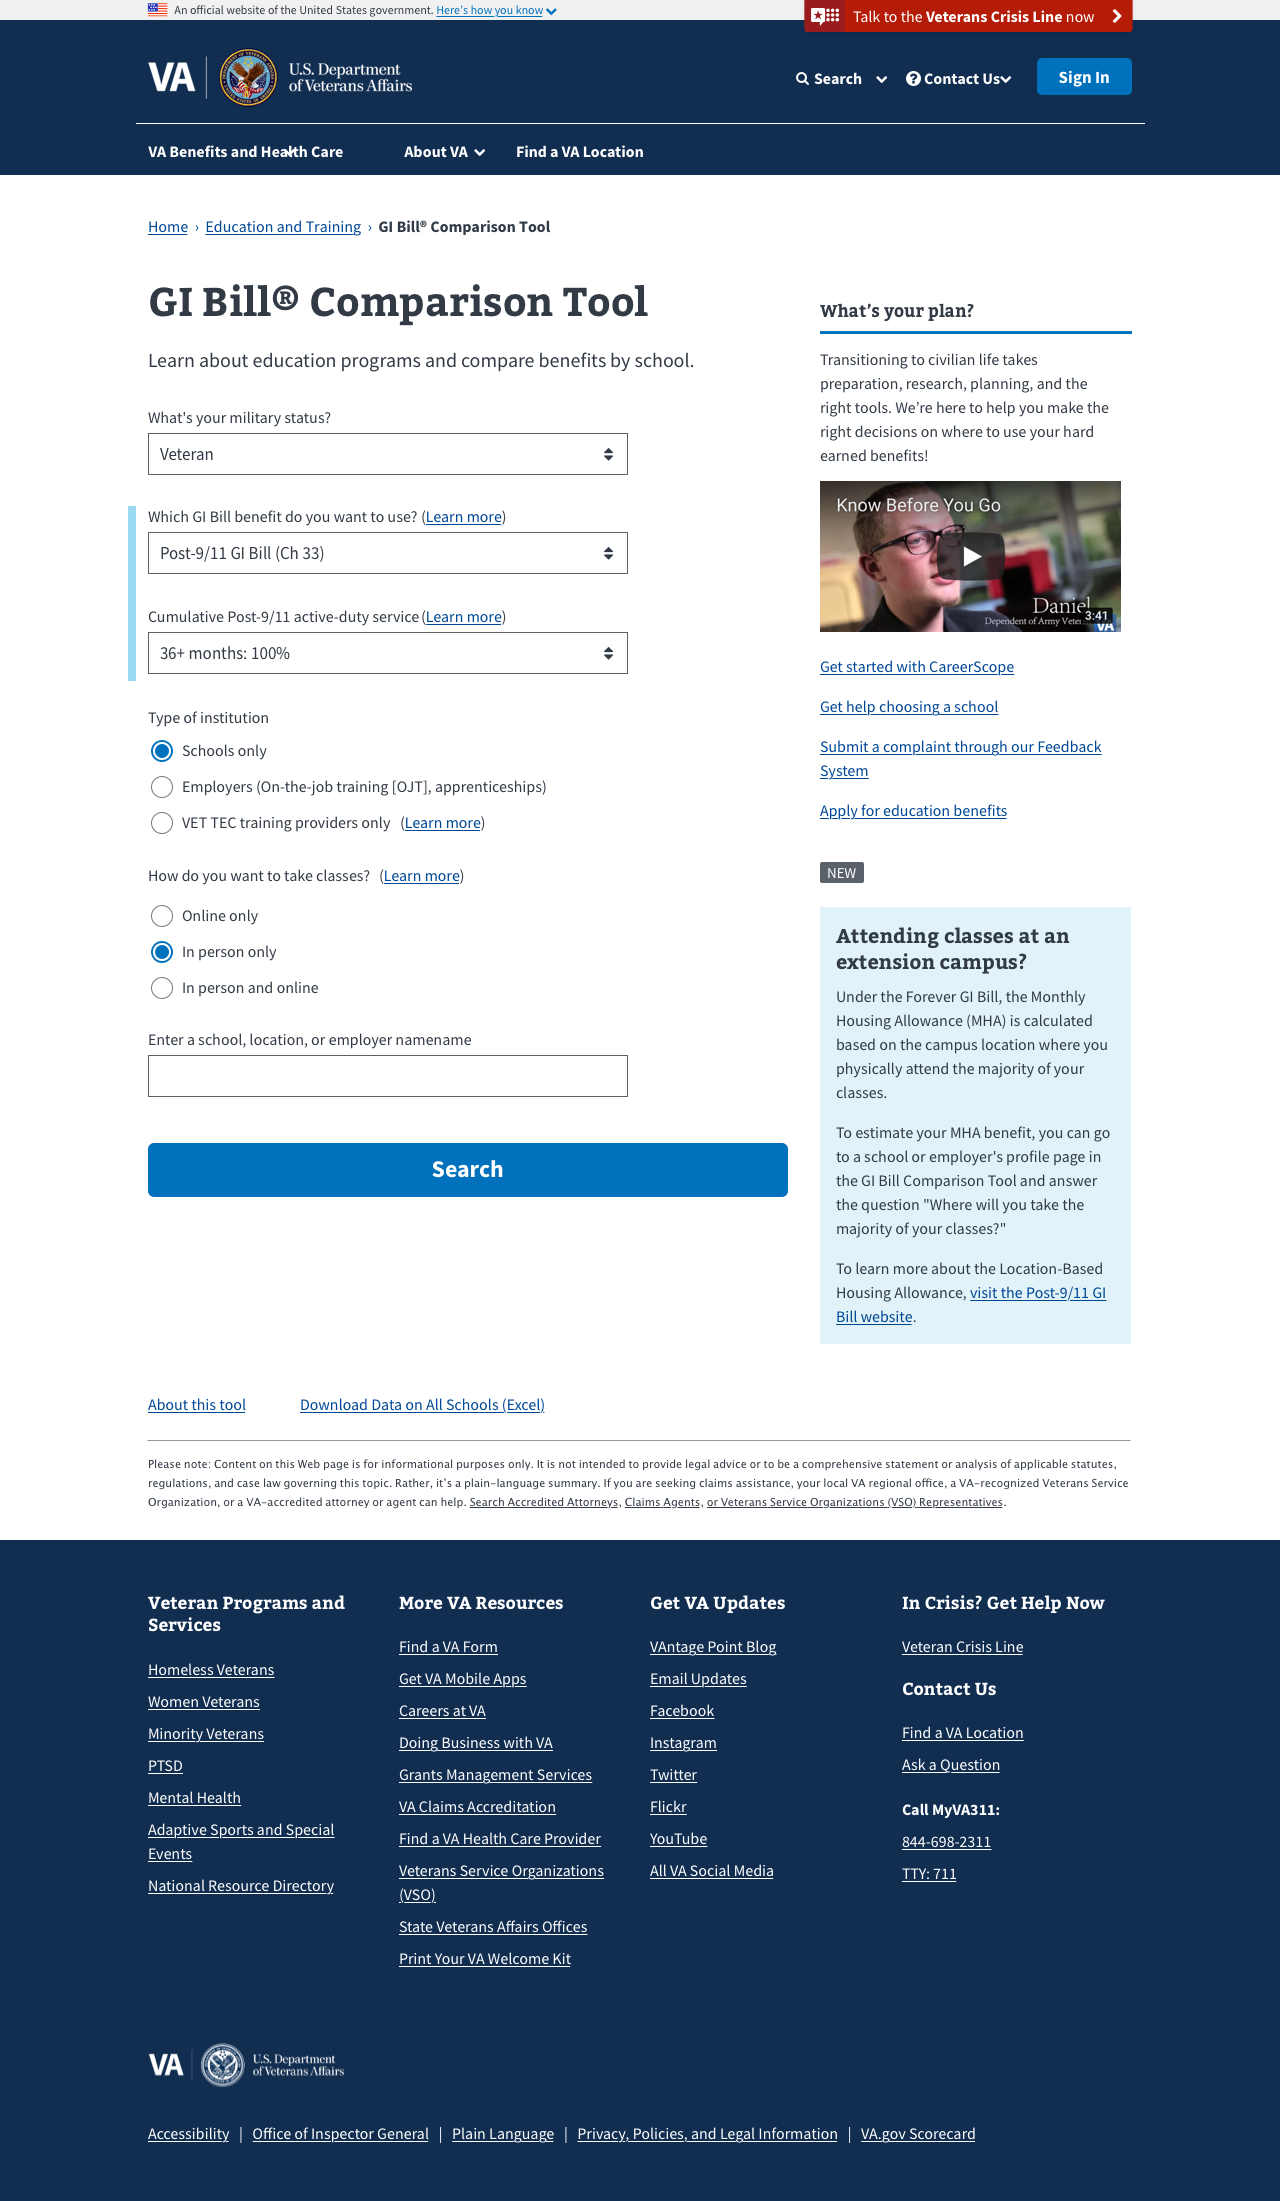 An official website of the United States government. Here's how you know
Talk to the Veterans Crisis Line now
VA
U.S. Department
of Veterans Affairs
Search
Contact Us
Sign In
VA Benefits and Health Care
About VA
Find a VA Location
Home › Education and Training › GI Bill® Comparison Tool
GI Bill® Comparison Tool
Learn about education programs and compare benefits by school.
What's your military status?
Veteran
Which GI Bill benefit do you want to use? (Learn more)
Post-9/11 GI Bill (Ch 33)
Cumulative Post-9/11 active-duty service (Learn more)
36+ months: 100%
Type of institution
Schools only
Employers (On-the-job training [OJT], apprenticeships)
VET TEC training providers only (Learn more)
How do you want to take classes? (Learn more)
Online only
In person only
In person and online
Enter a school, location, or employer namename
Search
What's your plan?
Transitioning to civilian life takes
preparation, research, planning, and the
right tools. We're here to help you make the
right decisions on where to use your hard
earned benefits!
Know Before You Go
Daniel
Dependent of Army
3:41
VA
Get started with CareerScope
Get help choosing a school
Submit a complaint through our Feedback
System
Apply for education benefits
NEW
Attending classes at an
extension campus?
Under the Forever GI Bill, the Monthly
Housing Allowance (MHA) is calculated
based on the campus location where you
physically attend the majority of your
classes.
To estimate your MHA benefit, you can go
to a school or employer's profile page in
the GI Bill Comparison Tool and answer
the question "Where will you take the
majority of your classes?"
To learn more about the Location-Based
Housing Allowance, visit the Post-9/11 GI
Bill website.
About this tool
Download Data on All Schools (Excel)
Please note: Content on this Web page is for informational purposes only. It is not intended to provide legal advice or to be a comprehensive statement or analysis of applicable statutes,
regulations, and case law governing this topic. Rather, it's a plain-language summary. If you are seeking claims assistance, your local VA regional office, a VA-recognized Veterans Service
Organization, or a VA-accredited attorney or agent can help. Search Accredited Attorneys, Claims Agents, or Veterans Service Organizations (VSO) Representatives.
Veteran Programs and
Services
Homeless Veterans
Women Veterans
Minority Veterans
PTSD
Mental Health
Adaptive Sports and Special
Events
National Resource Directory
More VA Resources
Find a VA Form
Get VA Mobile Apps
Careers at VA
Doing Business with VA
Grants Management Services
VA Claims Accreditation
Find a VA Health Care Provider
Veterans Service Organizations
(VSO)
State Veterans Affairs Offices
Print Your VA Welcome Kit
Get VA Updates
VAntage Point Blog
Email Updates
Facebook
Instagram
Twitter
Flickr
YouTube
All VA Social Media
In Crisis? Get Help Now
Veteran Crisis Line
Contact Us
Find a VA Location
Ask a Question
Call MyVA311:
844-698-2311
TTY: 711
VA
U.S. Department
of Veterans Affairs
Accessibility | Office of Inspector General | Plain Language | Privacy, Policies, and Legal Information | VA.gov Scorecard